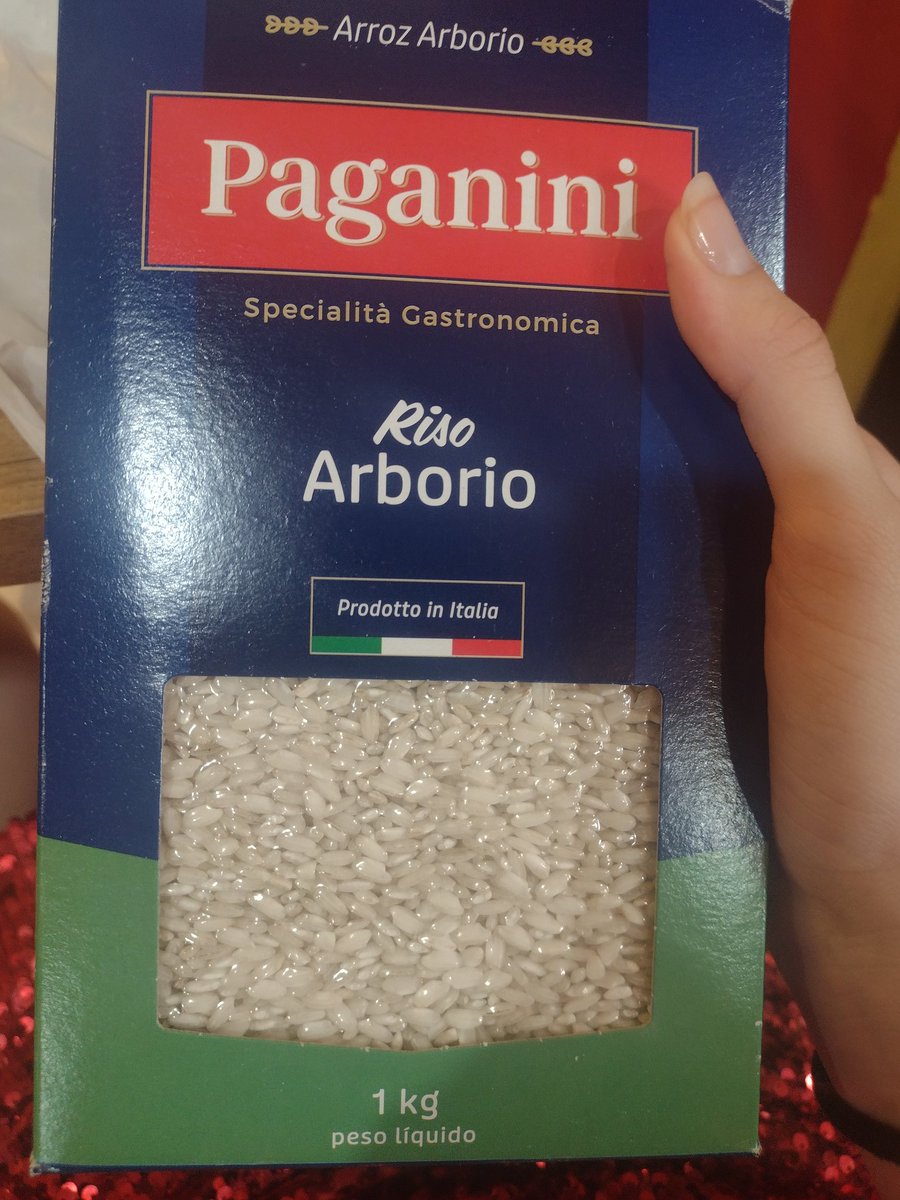 Arroz Arborio
Paganini
Specialità Gastronomica
Riso
Arborio
Prodotto in Italia
1 kg
peso líquido